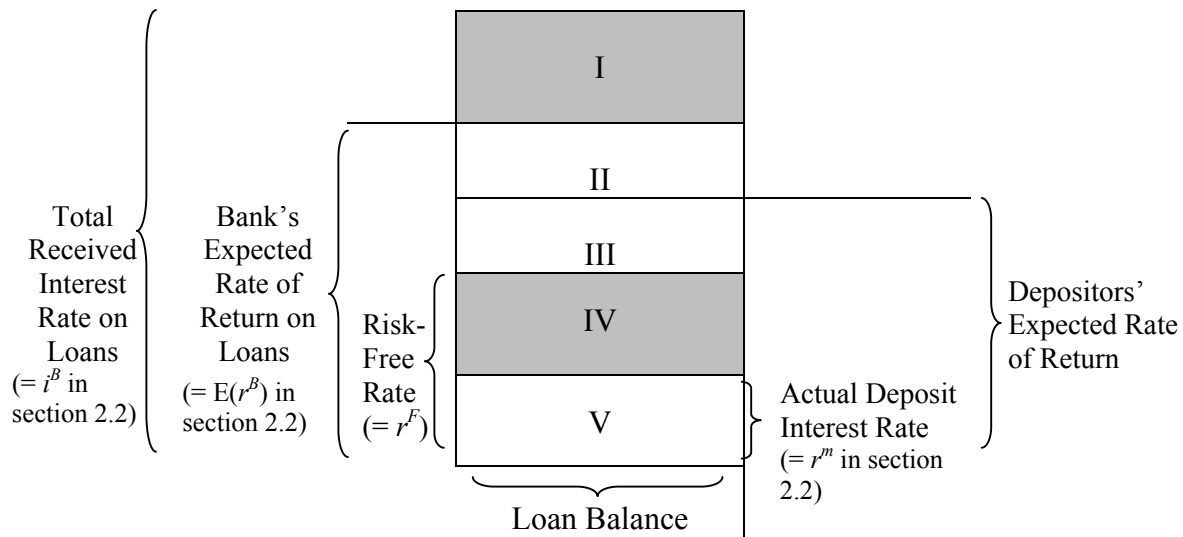 I
II
III
IV
V
Total
Received
Interest
Rate on
Loans
(= i^B in
section 2.2)
Bank's
Expected
Rate of
Return on
Loans
(= E(r^B) in
section 2.2)
Risk-
Free
Rate
(= r^F)
Actual Deposit
Interest Rate
(= r^m in section
2.2)
Depositors'
Expected Rate
of Return
Loan Balance